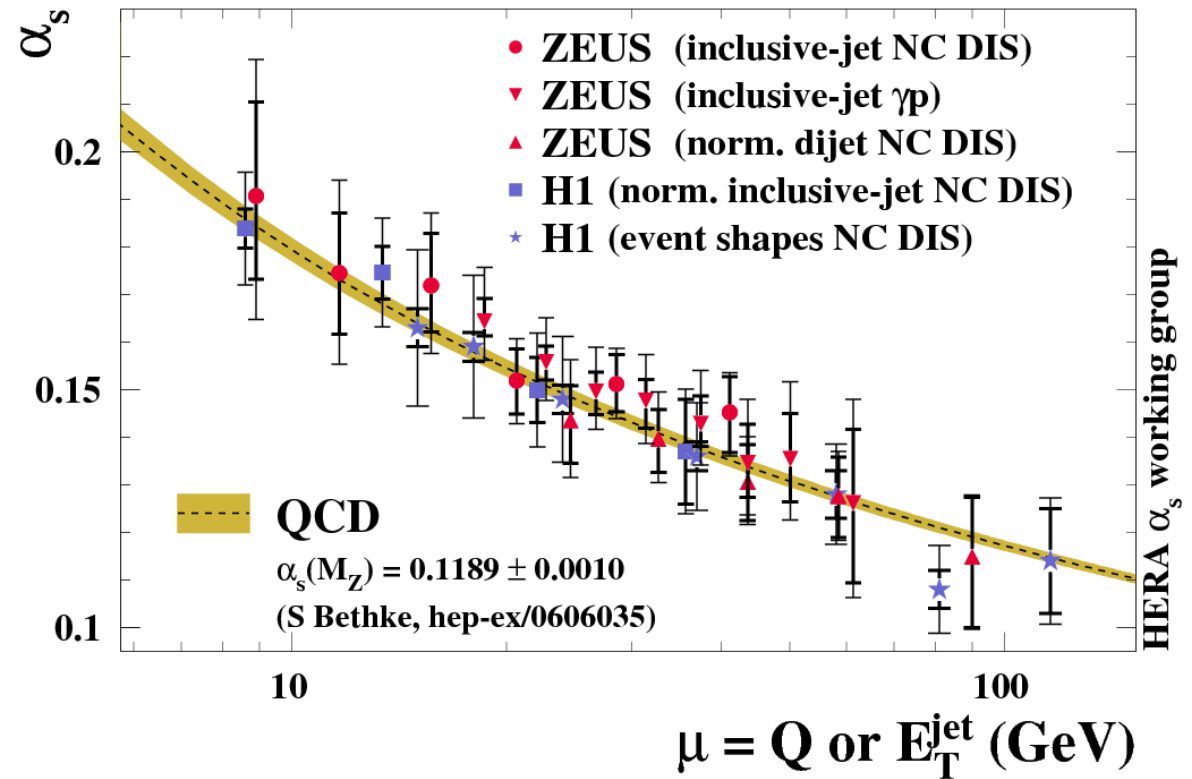 αs
0.2
0.15
0.1
ZEUS (inclusive-jet NC DIS)
ZEUS (inclusive-jet γp)
ZEUS (norm. dijet NC DIS)
H1 (norm. inclusive-jet NC DIS)
H1 (event shapes NC DIS)
QCD
αs(MZ) = 0.1189 ± 0.0010
(S Bethke, hep-ex/0606035)
HERA αs working group
10
100
μ = Q or E_T^jet (GeV)